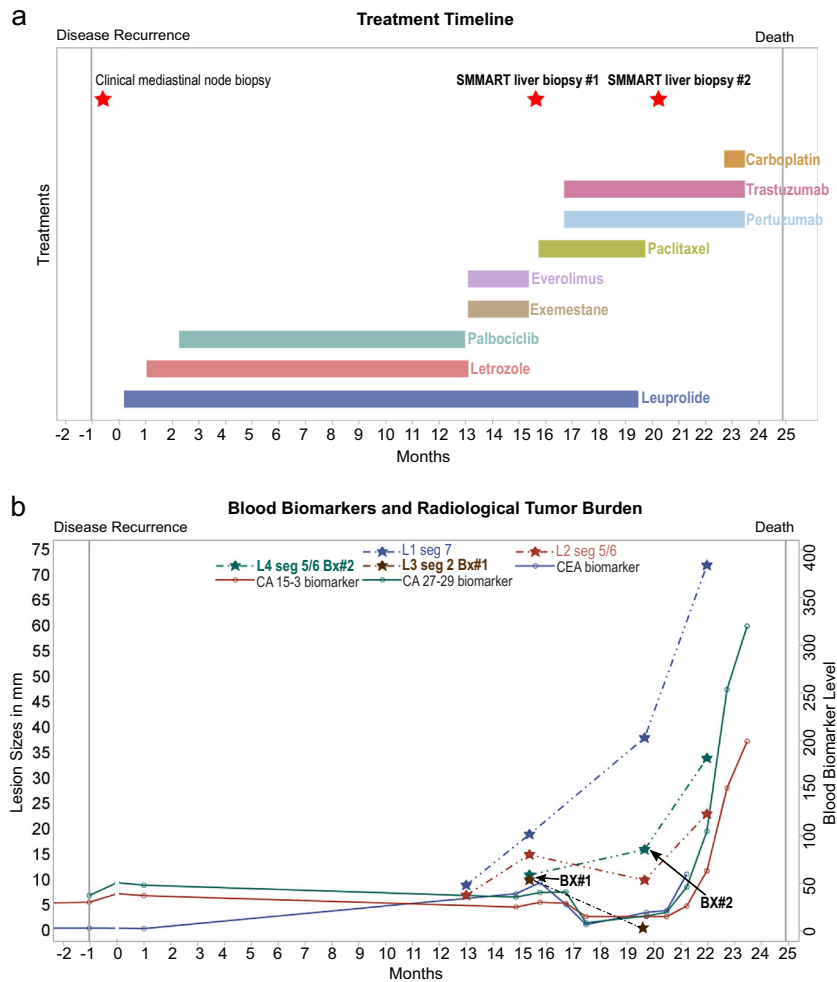 a
Treatment Timeline
Disease Recurrence
Death
Clinical mediastinal node biopsy
SMMART liver biopsy #1
SMMART liver biopsy #2
Treatments
Carboplatin
Trastuzumab
Pertuzumab
Paclitaxel
Everolimus
Exemestane
Palbociclib
Letrozole
Leuprolide
-2 -1 0 1 2 3 4 5 6 7 8 9 10 11 12 13 14 15 16 17 18 19 20 21 22 23 24 25
Months
b
Blood Biomarkers and Radiological Tumor Burden
Disease Recurrence
Death
L1 seg 7
L2 seg 5/6
L4 seg 5/6 Bx#2
L3 seg 2 Bx#1
CEA biomarker
CA 15-3 biomarker
CA 27-29 biomarker
Lesion Sizes in mm
75
70
65
60
55
50
45
40
35
30
25
20
15
10
5
0
BX#1
BX#2
400
350
300
250
200
150
100
50
0
Blood Biomarker Level
-2 -1 0 1 2 3 4 5 6 7 8 9 10 11 12 13 14 15 16 17 18 19 20 21 22 23 24 25
Months